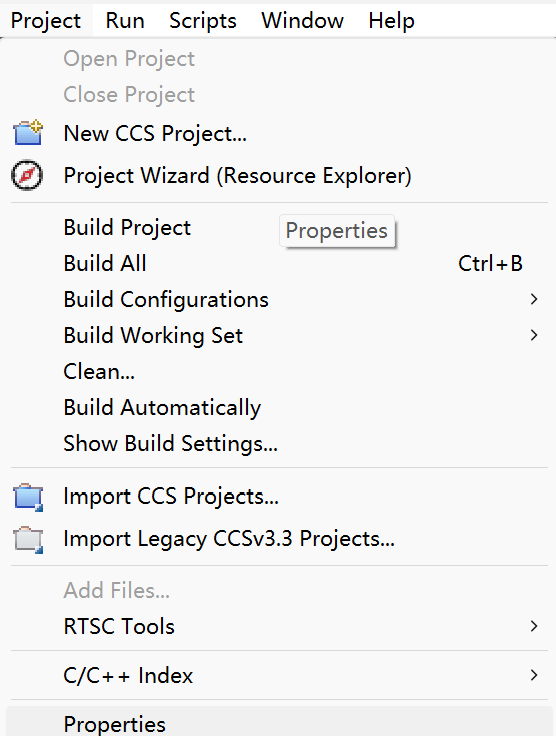 Project Run Scripts Window Help
Open Project
Close Project
New CCS Project...
Project Wizard (Resource Explorer)
Build Project
Properties
Build All Ctrl+B
Build Configurations
Build Working Set
Clean...
Build Automatically
Show Build Settings...
Import CCS Projects...
Import Legacy CCSv3.3 Projects...
Add Files...
RTSC Tools
C/C++ Index
Properties